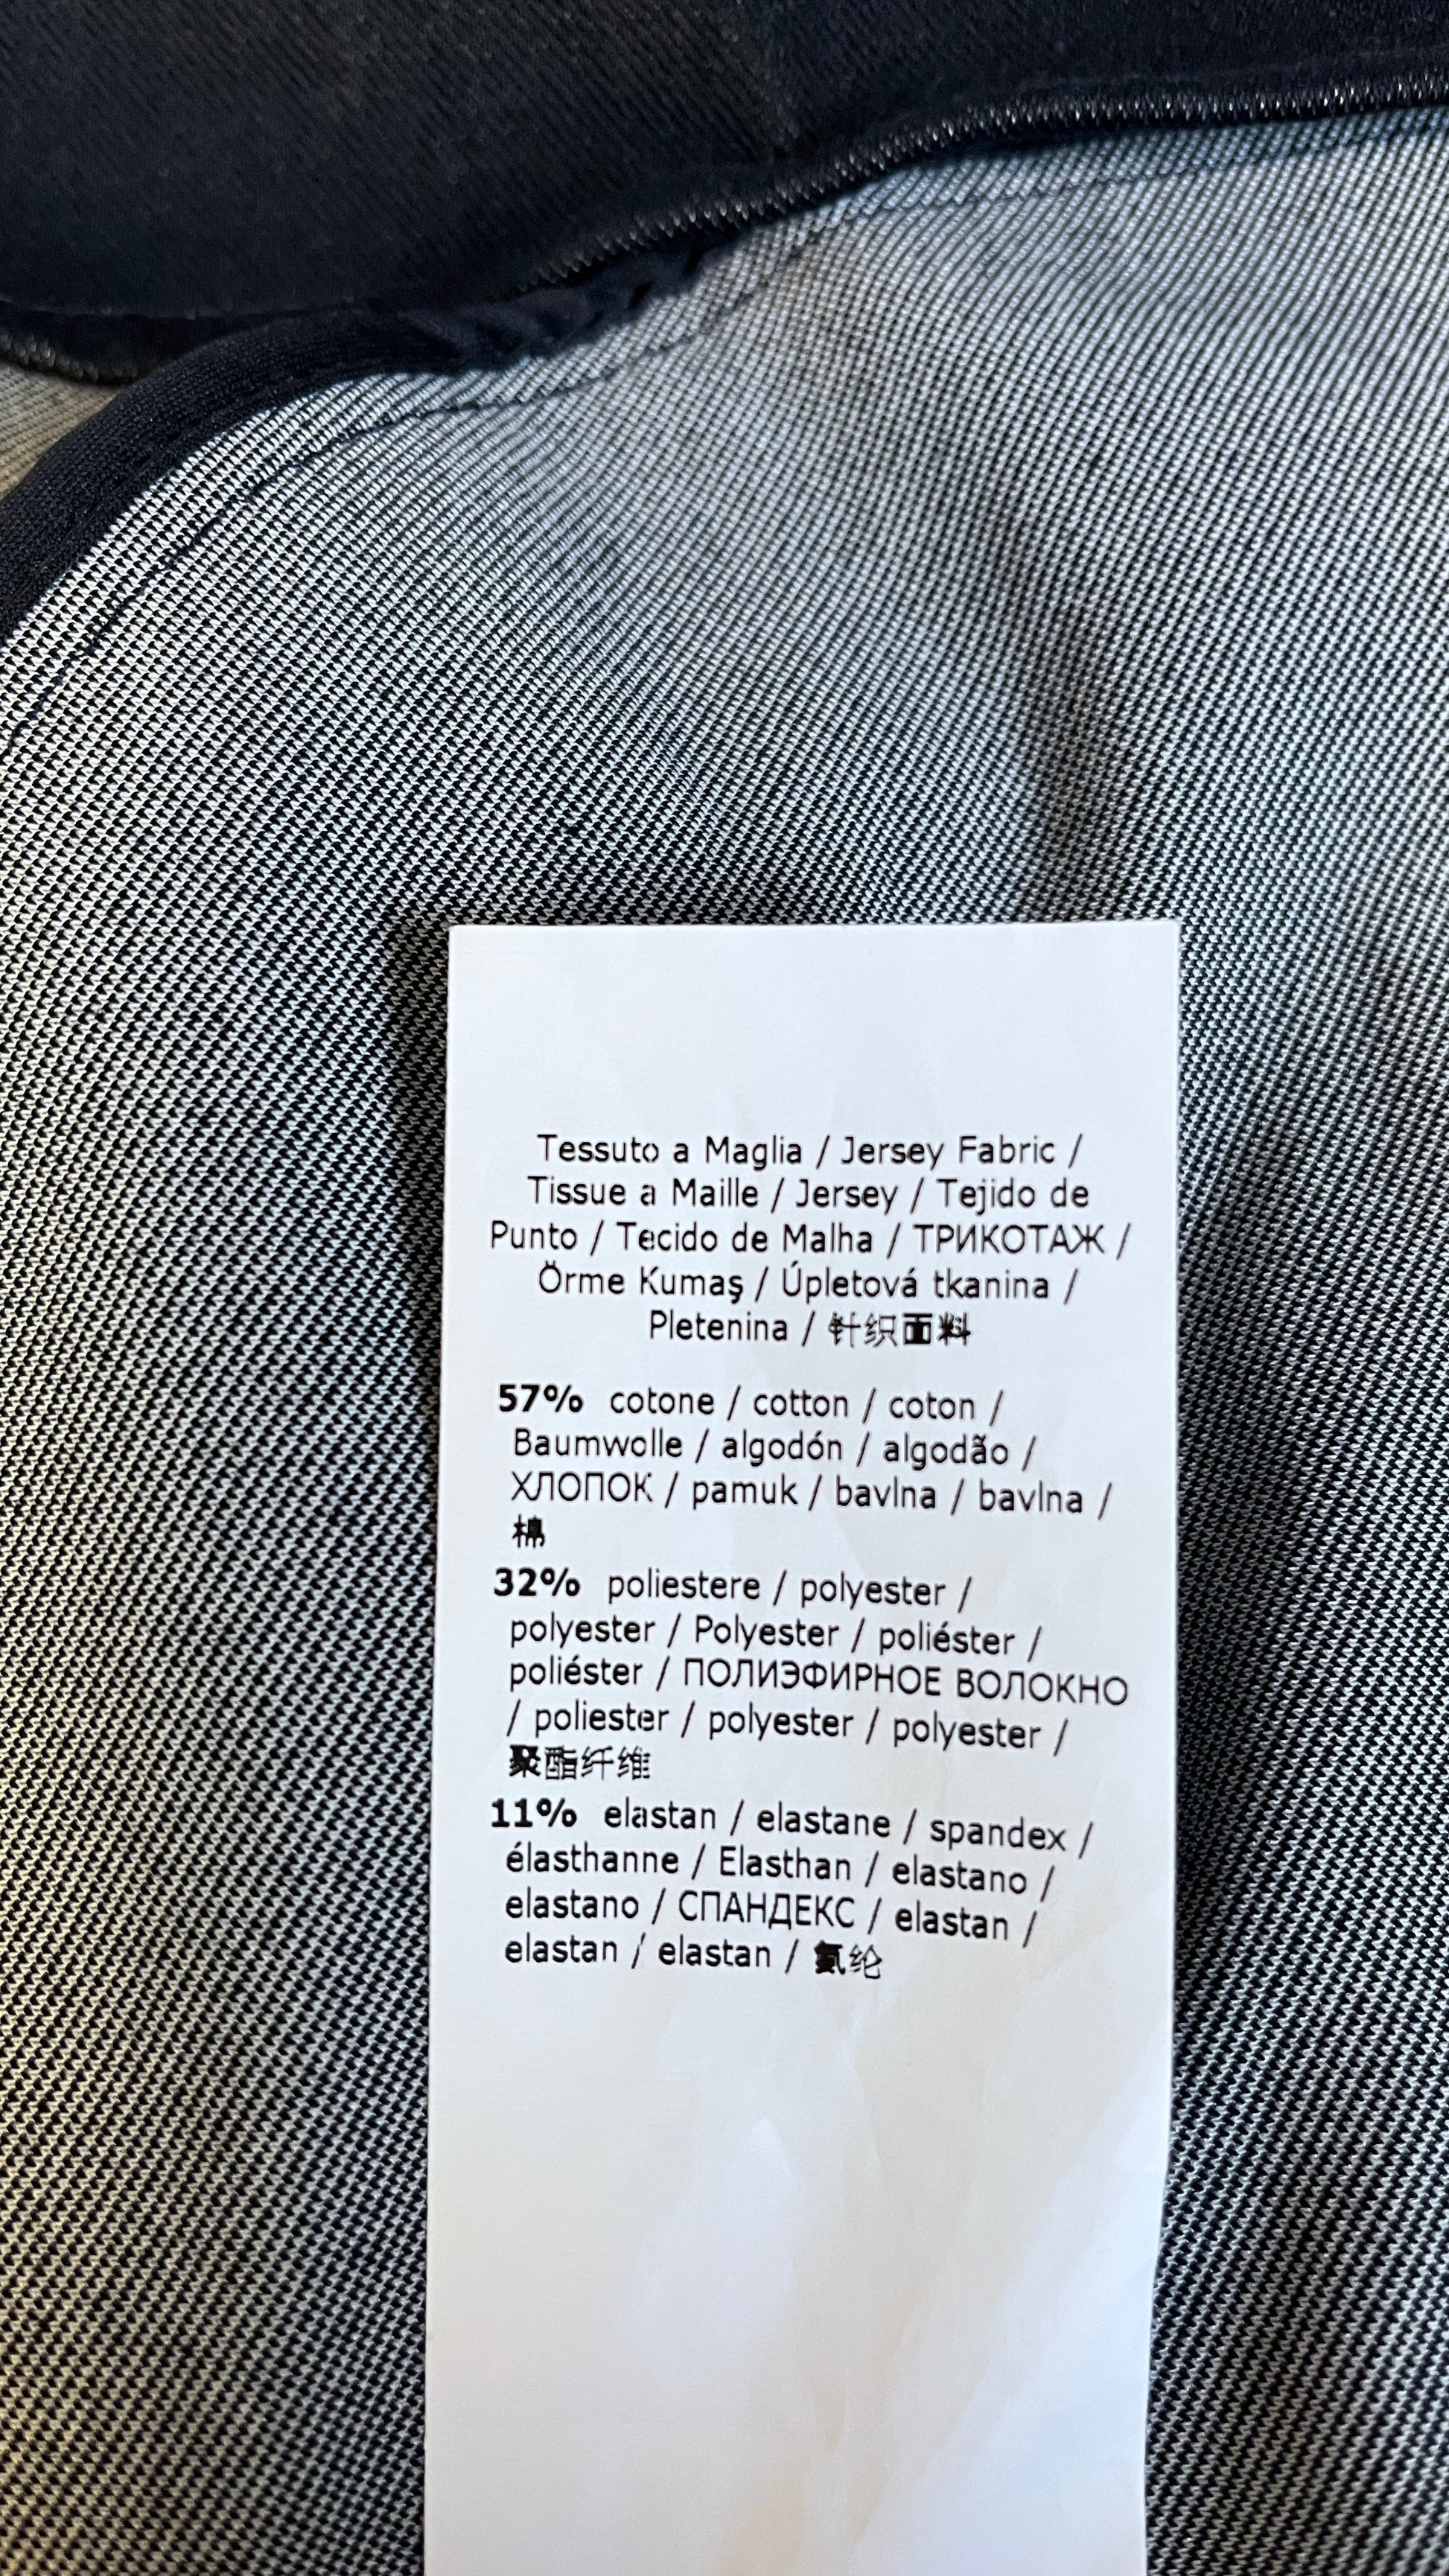 Tessuto a Maglia / Jersey Fabric /
Tissue a Maille / Jersey / Tejido de
Punto / Tecido de Malha / ТРИКОТАЖ /
Örme Kumaş / Úpletová tkanina /
Pletenina / 针织面料
57% cotone / cotton / coton /
Baumwolle / algodón / algodão /
ХЛОПОК / pamuk / bavlna / bavlna /
棉
32% poliestere / polyester /
polyester / Polyester / poliéster /
poliéster / ПОЛИЭФИРНОЕ ВОЛОКНО
/ poliester / polyester / polyester /
聚酯纤维
11% elastan / elastane / spandex /
élasthanne / Elasthan / elastano /
elastano / СПАНДЕКС / elastan /
elastan / elastan / 氨纶